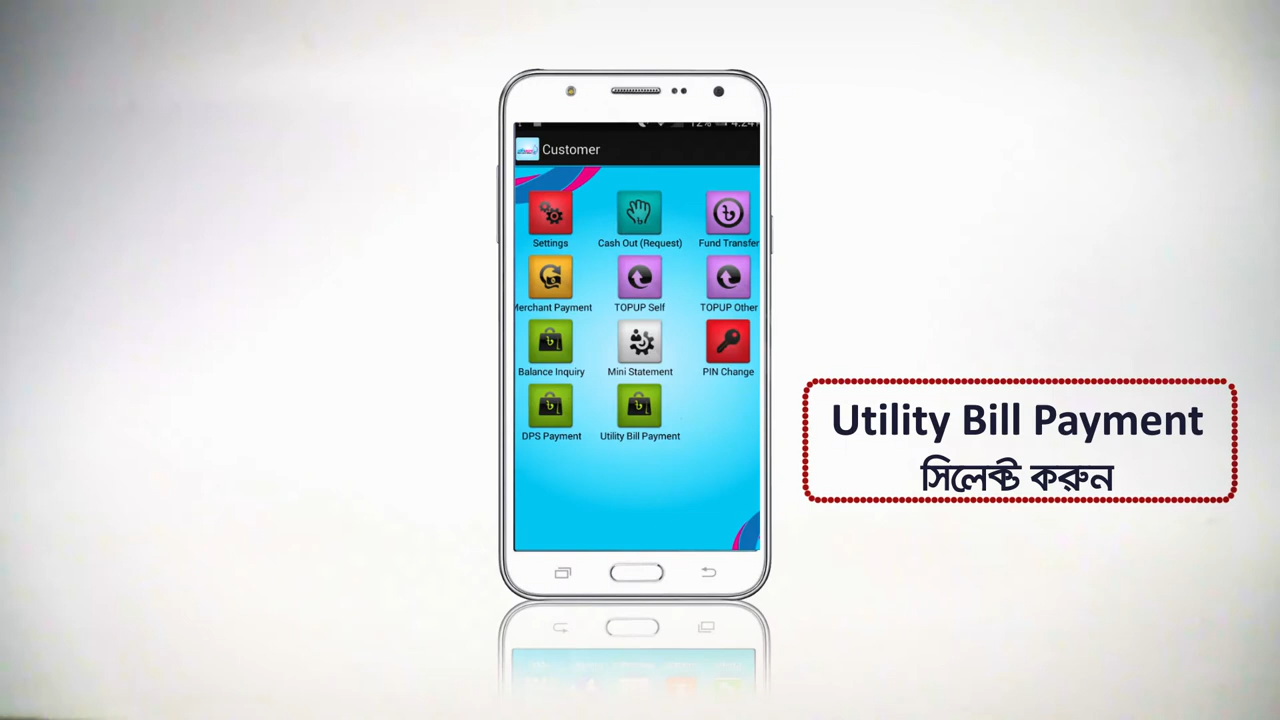 Customer
Settings
Cash Out (Request)
Fund Transfer
Merchant Payment
TOPUP Self
TOPUP Other
Balance Inquiry
Mini Statement
PIN Change
DPS Payment
Utility Bill Payment
Utility Bill Payment
সিলেক্ট করুন